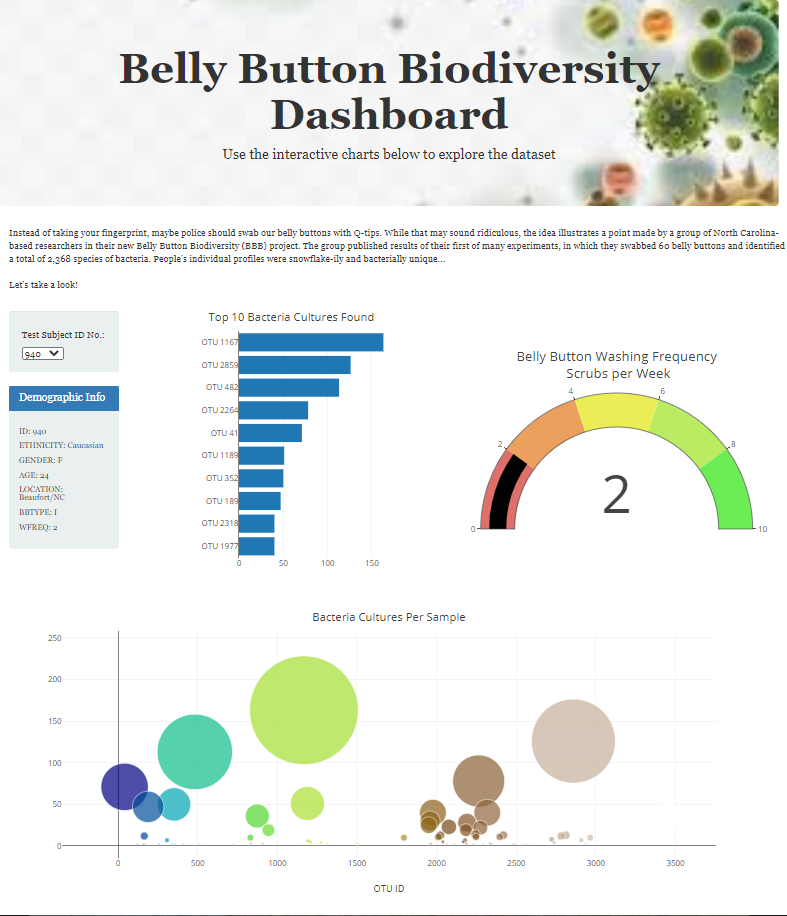 Belly Button Biodiversity
Dashboard
Use the interactive charts below to explore the dataset
Instead of taking your fingerprint, maybe police should swab our belly buttons with Q-tips. While that may sound ridiculous, the idea illustrates a point made by a group of North Carolina-
based researchers in their new Belly Button Biodiversity (BBB) project. The group published results of their first of many experiments, in which they swabbed 60 belly buttons and identified
a total of 2,368 species of bacteria. People's individual profiles were snowflake-ily and bacterially unique...
Let's take a look!
Test Subject ID No.:
940
Demographic Info
ID: 940
ETHNICITY: Caucasian
GENDER: F
AGE: 24
LOCATION:
Beaufort/NC
BBTYPE: I
WFREQ: 2
Top 10 Bacteria Cultures Found
OTU 1167
OTU 2859
OTU 482
OTU 2264
OTU 41
OTU 1189
OTU 352
OTU 189
OTU 2318
OTU 1977
0 50 100 150
Belly Button Washing Frequency
Scrubs per Week
4 6
2 8
2
0 10
Bacteria Cultures Per Sample
250
200
150
100
50
0
0 500 1000 1500 2000 2500 3000 3500
OTU ID